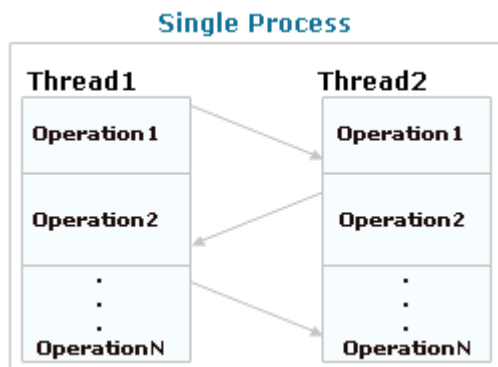 Single Process
Thread1 Thread2
Operation1 Operation1
Operation2 Operation2
. .
. .
. .
OperationN OperationN